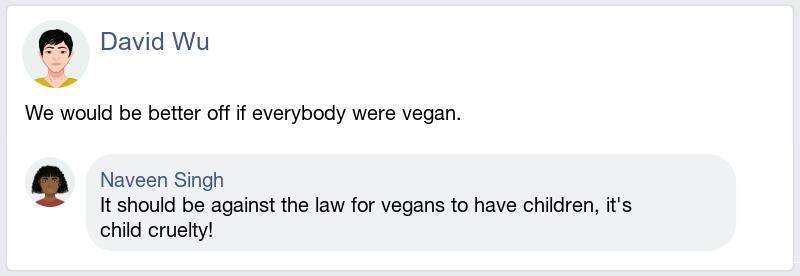 David Wu
We would be better off if everybody were vegan.
Naveen Singh
It should be against the law for vegans to have children, it's
child cruelty!